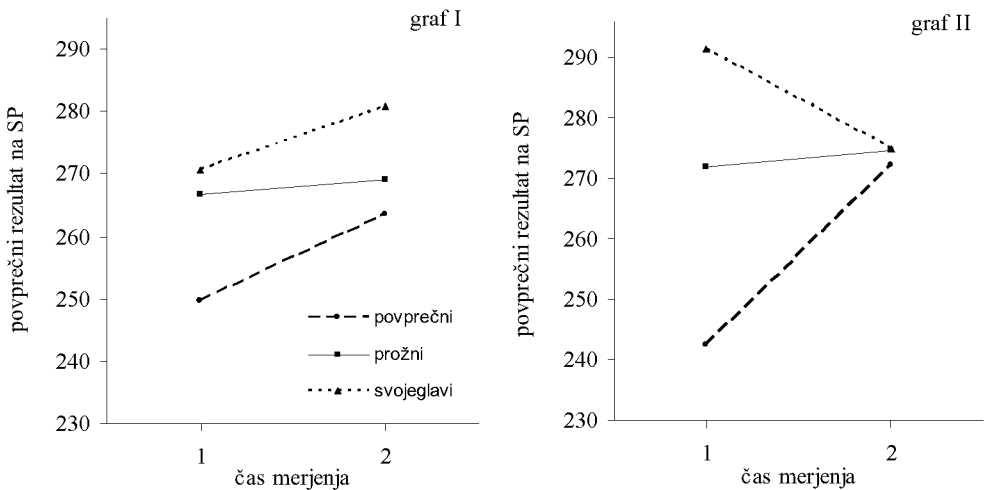 graf I
povprečni rezultat na SP
290
280
270
260
250
240
230
povprečni
prožni
svojeglavi
1
2
čas merjenja
graf II
povprečni rezultat na SP
290
280
270
260
250
240
230
1
2
čas merjenja